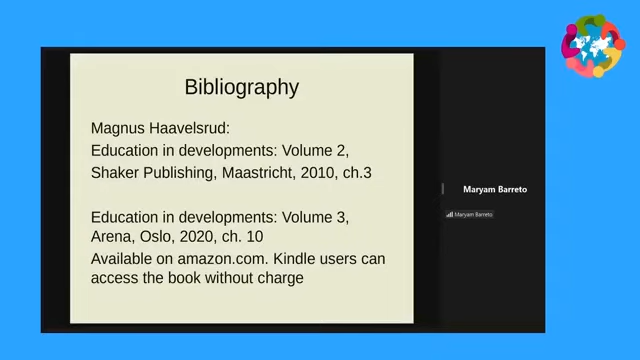 Bibliography
Magnus Haavelsrud:
Education in developments: Volume 2,
Shaker Publishing, Maastricht, 2010, ch.3
Education in developments: Volume 3,
Arena, Oslo, 2020, ch. 10
Available on amazon.com. Kindle users can
access the book without charge
Maryam Barreto
Maryam Barreto